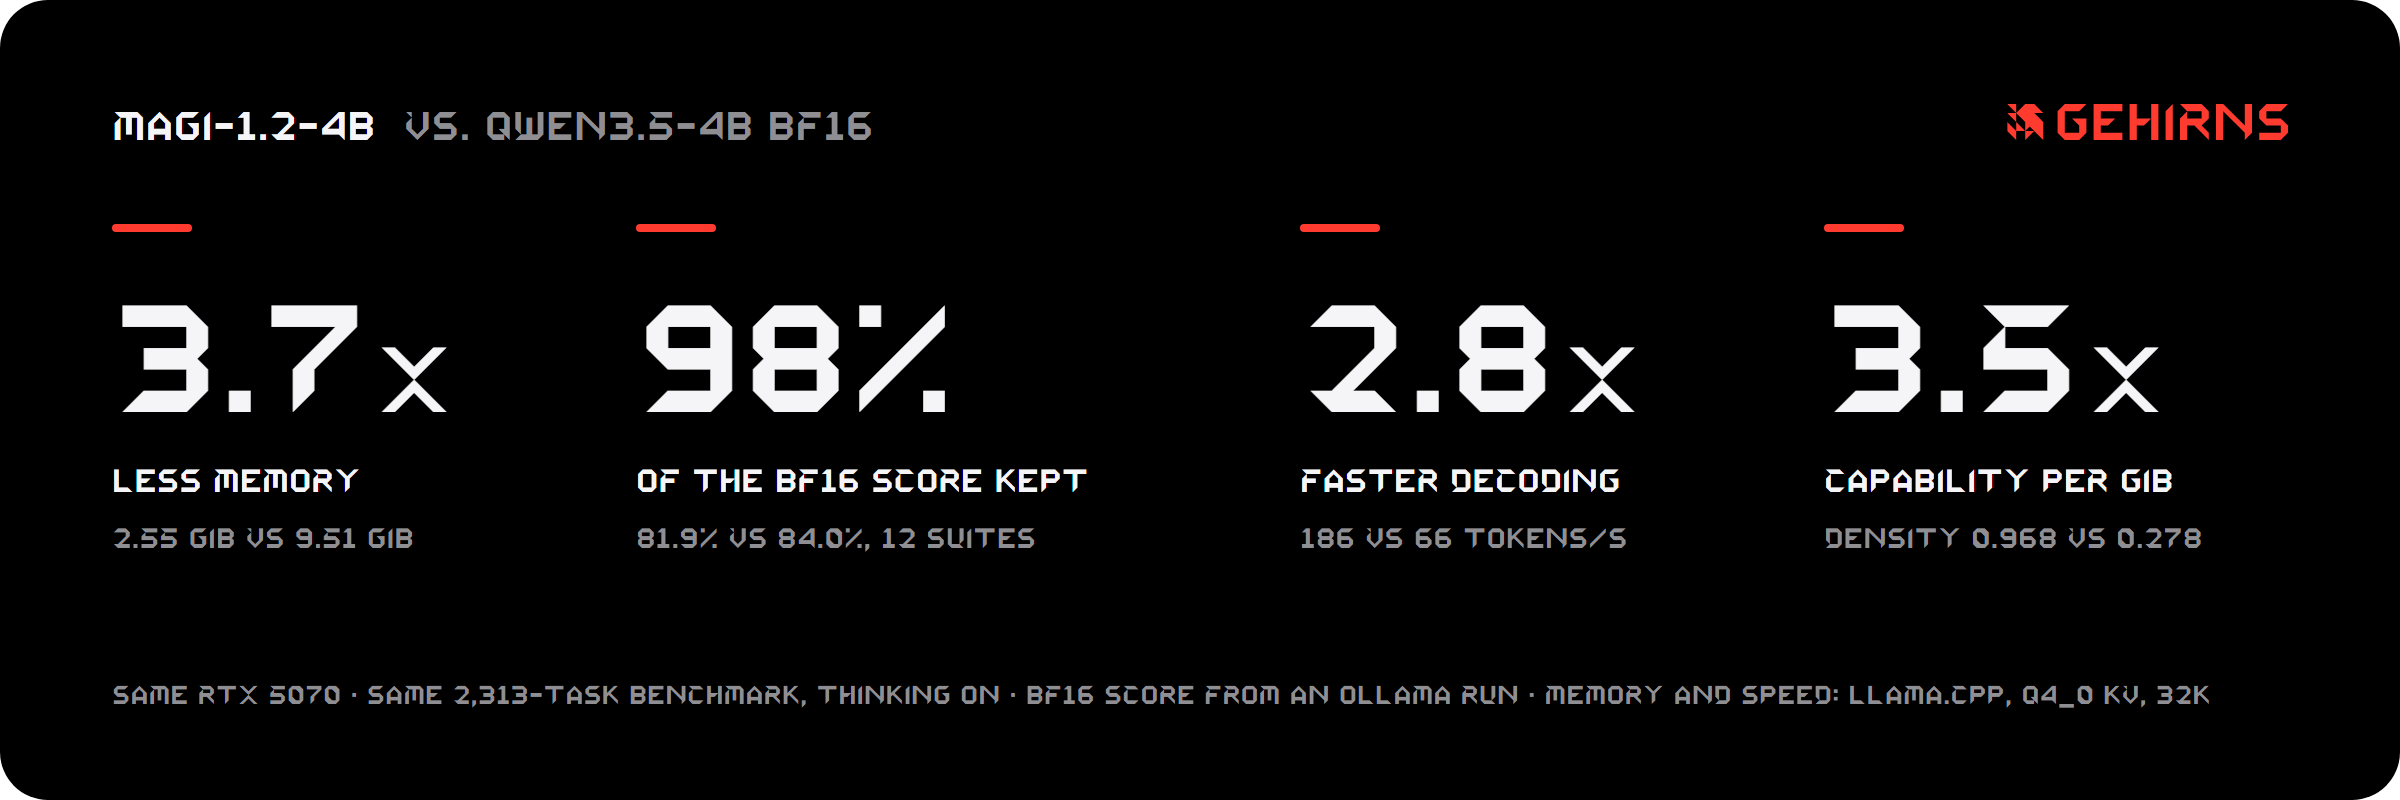 MAGI-1.2-4B VS. QWEN3.5-4B BF16
GEHIRNS
3.7x
LESS MEMORY
2.55 GIB VS 9.51 GIB
98%
OF THE BF16 SCORE KEPT
81.9% VS 84.0%, 12 SUITES
2.8x
FASTER DECODING
186 VS 66 TOKENS/S
3.5x
CAPABILITY PER GIB
DENSITY 0.968 VS 0.278
SAME RTX 5070 · SAME 2,313-TASK BENCHMARK, THINKING ON · BF16 SCORE FROM AN OLLAMA RUN · MEMORY AND SPEED: LLAMA.CPP, Q4_0 KV, 32K